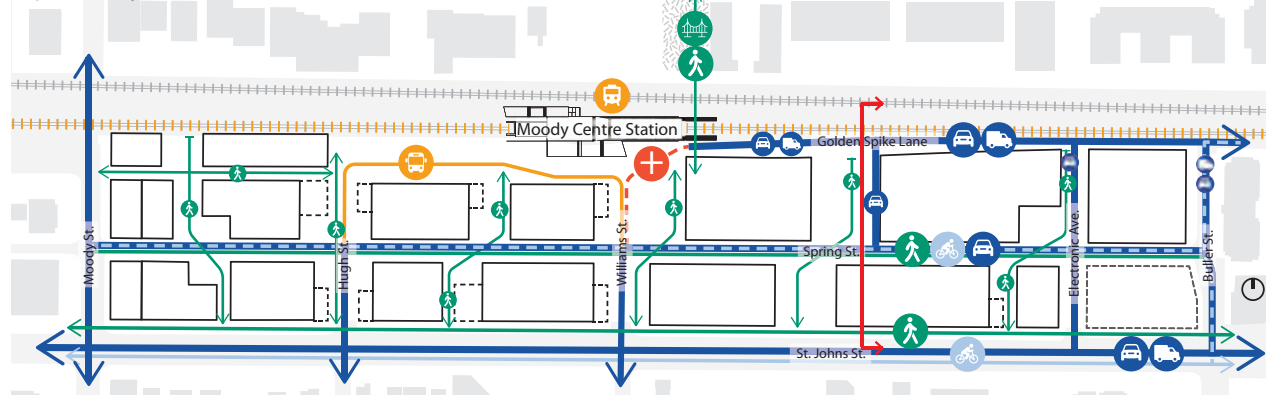 Moody Centre Station
Golden Spike Lane
Moody St.
Hugh St.
Williams St.
Spring St.
Electronic Ave.
Buller St.
St. Johns St.